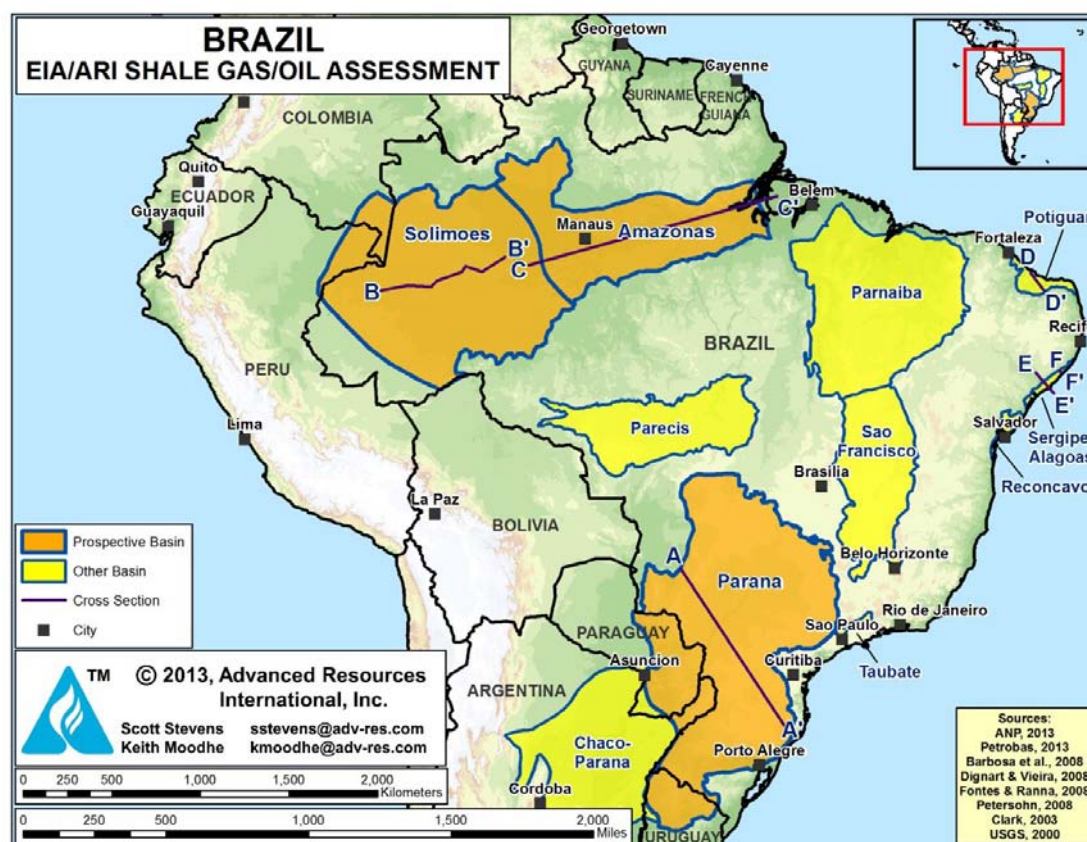 BRAZIL
EIA/ARI SHALE GAS/OIL ASSESSMENT
Georgetown
GUYANA
Cayenne
SURINAME
FRENCH
GUIANA
COLOMBIA
Quito
ECUADOR
Guayaquil
Solimoes
Manaus
Amazonas
B
B'
C
C'
Belem
Potigua
Fortaleza
D
D'
Parnaiba
BRAZIL
Recif
E
F
F'
E'
PERU
Lima
Parecis
Sao
Francisco
Salvador
Sergipe
Alagoas
Reconcavo
Brasilia
La Paz
BOLIVIA
Belo Horizonte
A
Parana
Rio de Janeiro
Sao Paulo
Taubate
PARAGUAY
Asuncion
Curitiba
ARGENTINA
A'
Porto Alegre
Chaco-
Parana
Cordoba
URUGUAY
Prospective Basin
Other Basin
Cross Section
City
TM
© 2013, Advanced Resources
International, Inc.
Scott Stevens sstevens@adv-res.com
Keith Moodhe kmoodhe@adv-res.com
0 250 500 1,000 1,500 2,000
Kilometers
0 250 500 1,000 1,500 2,000
Miles
Sources:
ANP, 2013
Petrobas, 2013
Barbosa et al., 2008
Dignart & Vieira, 2008
Fontes & Ranna, 2008
Petersohn, 2008
Clark, 2003
USGS, 2000